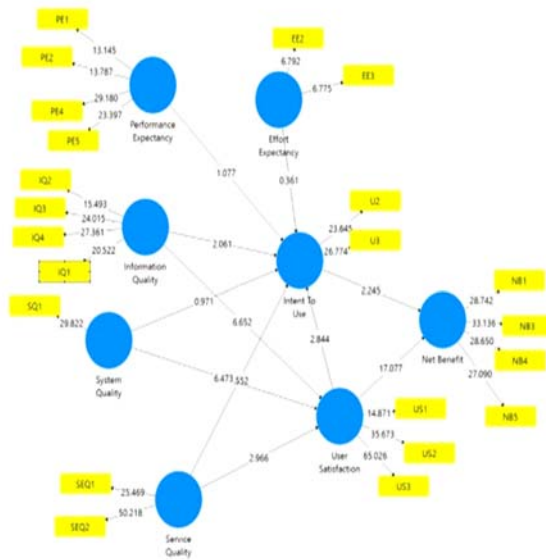 PE1
13.145
PE2
13.787
PE4
29.180
PE5
23.397
Performance
Expectancy
EE2
6.792
EE3
6.775
Effort
Expectancy
1.077
0.361
IQ2
15.493
IQ3
24.015
IQ4
27.361
IQ1
20.522
Information
Quality
2.061
U2
23.645
U3
26.774
Intent To
Use
SQ1
29.822
System
Quality
0.971
6.652
2.844
2.245
6.473
.552
NB1
28.742
NB3
33.136
NB4
28.650
NB5
27.090
Net Benefit
17.077
US1
14.871
US2
35.673
US3
65.026
User
Satisfaction
2.966
SEQ1
25.469
SEQ2
50.218
Service
Quality